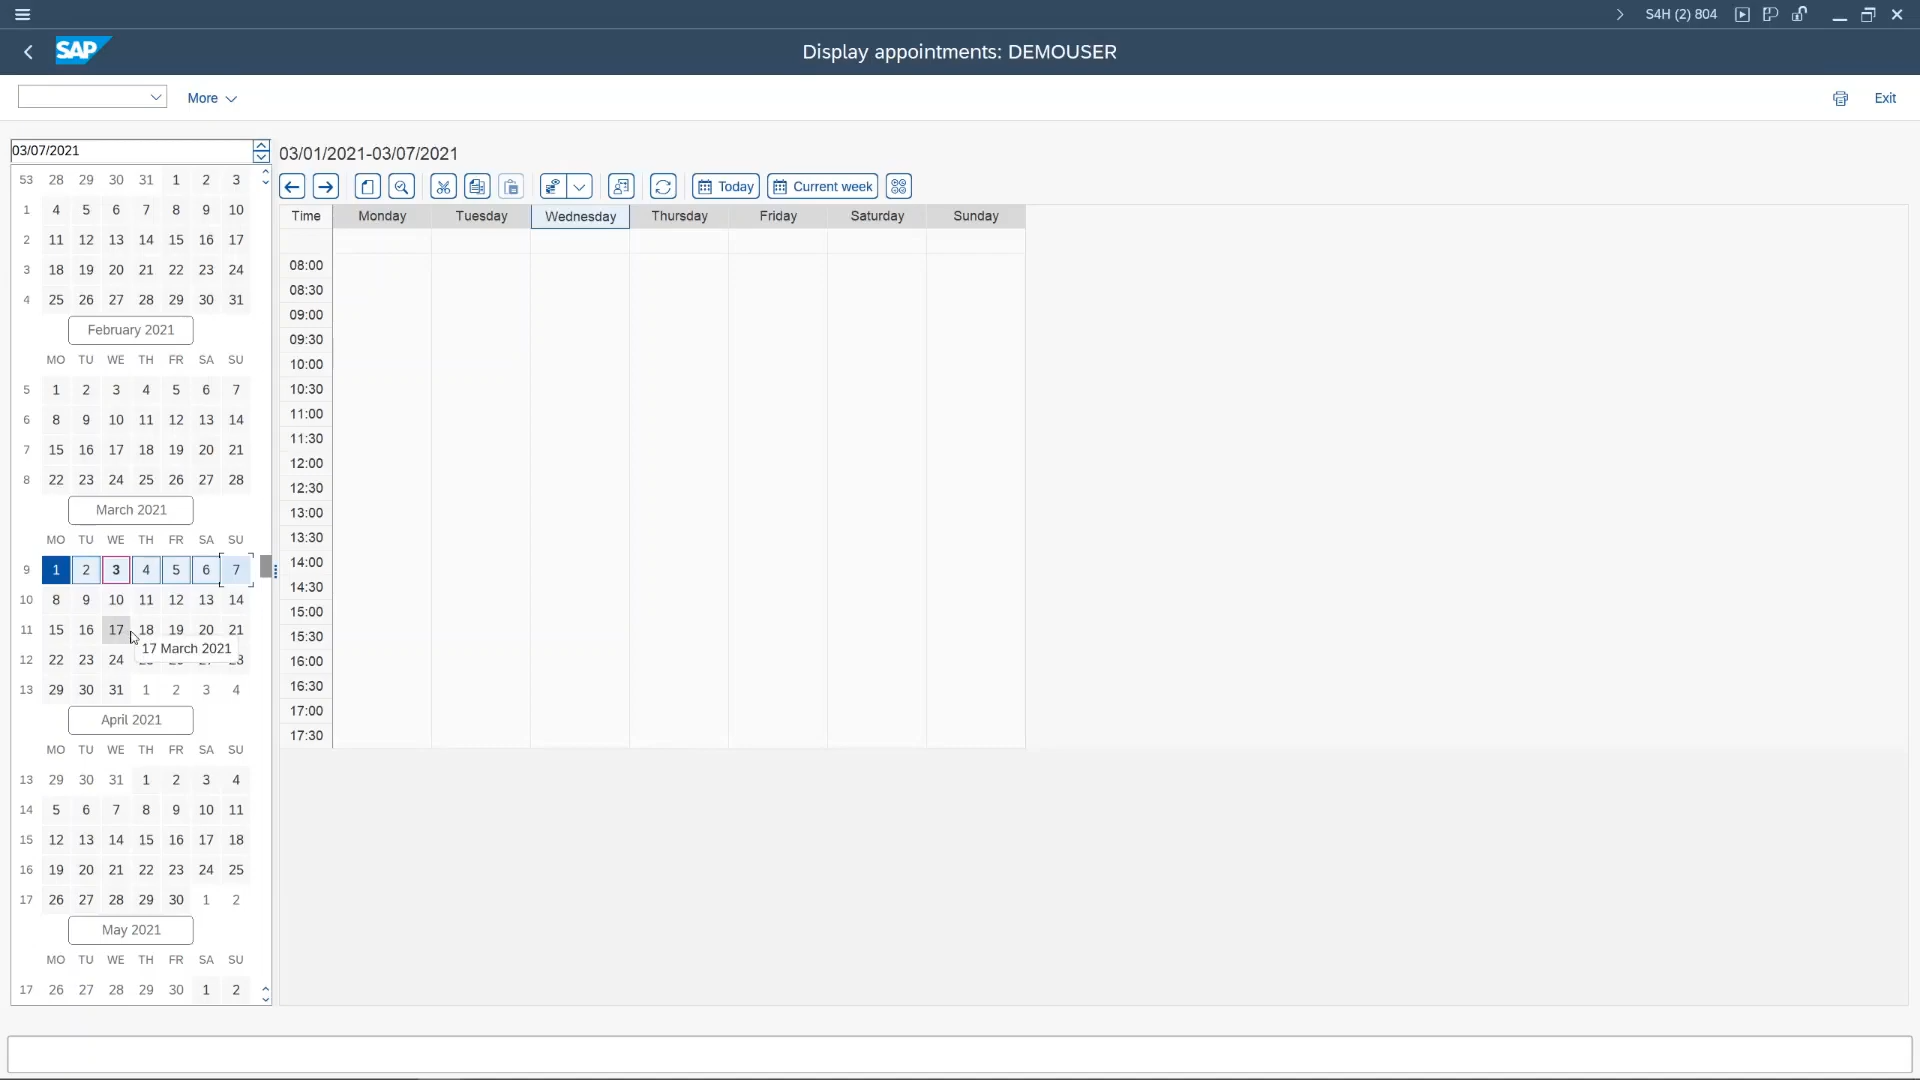 S4H (2) 804
SAP
Display appointments: DEMOUSER
More
Exit
03/07/2021
03/01/2021-03/07/2021
Today
Current week
53 28 29 30 31 1 2 3
1 4 5 6 7 8 9 10
2 11 12 13 14 15 16 17
3 18 19 20 21 22 23 24
4 25 26 27 28 29 30 31
February 2021
MO TU WE TH FR SA SU
5 1 2 3 4 5 6 7
6 8 9 10 11 12 13 14
7 15 16 17 18 19 20 21
8 22 23 24 25 26 27 28
March 2021
MO TU WE TH FR SA SU
9 1 2 3 4 5 6 7
10 8 9 10 11 12 13 14
11 15 16 17 18 19 20 21
17 March 2021
12 22 23 24
13 29 30 31 1 2 3 4
April 2021
MO TU WE TH FR SA SU
13 29 30 31 1 2 3 4
14 5 6 7 8 9 10 11
15 12 13 14 15 16 17 18
16 19 20 21 22 23 24 25
17 26 27 28 29 30 1 2
May 2021
MO TU WE TH FR SA SU
17 26 27 28 29 30 1 2
Time Monday Tuesday Wednesday Thursday Friday Saturday Sunday
08:00
08:30
09:00
09:30
10:00
10:30
11:00
11:30
12:00
12:30
13:00
13:30
14:00
14:30
15:00
15:30
16:00
16:30
17:00
17:30